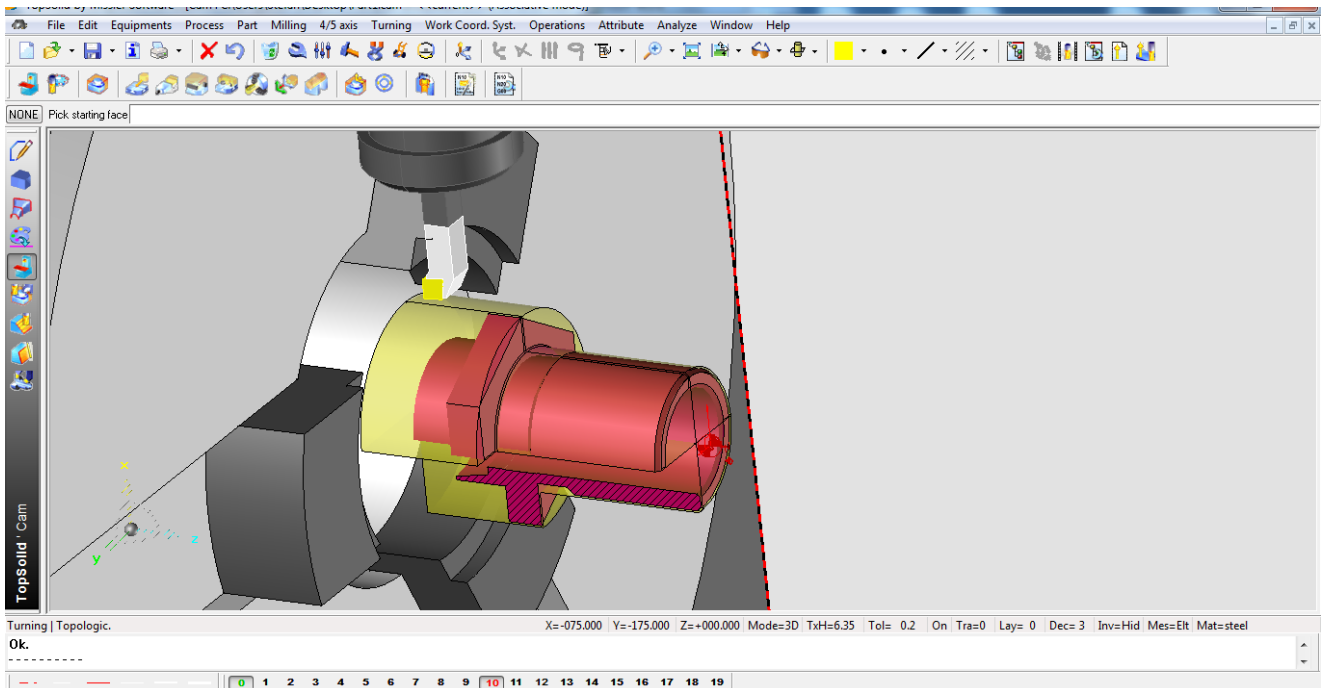 File Edit Equipments Process Part Milling 4/5 axis Turning Work Coord. Syst. Operations Attribute Analyze Window Help
NONE Pick starting face
x
z
y
TopSolid'Cam
Turning | Topologic. X=-075.000 Y=-175.000 Z=+000.000 Mode=3D TxH=6.35 Tol= 0.2 On Tra=0 Lay= 0 Dec= 3 Inv=Hid Mes=Elt Mat=steel
Ok.
----------
0 1 2 3 4 5 6 7 8 9 10 11 12 13 14 15 16 17 18 19